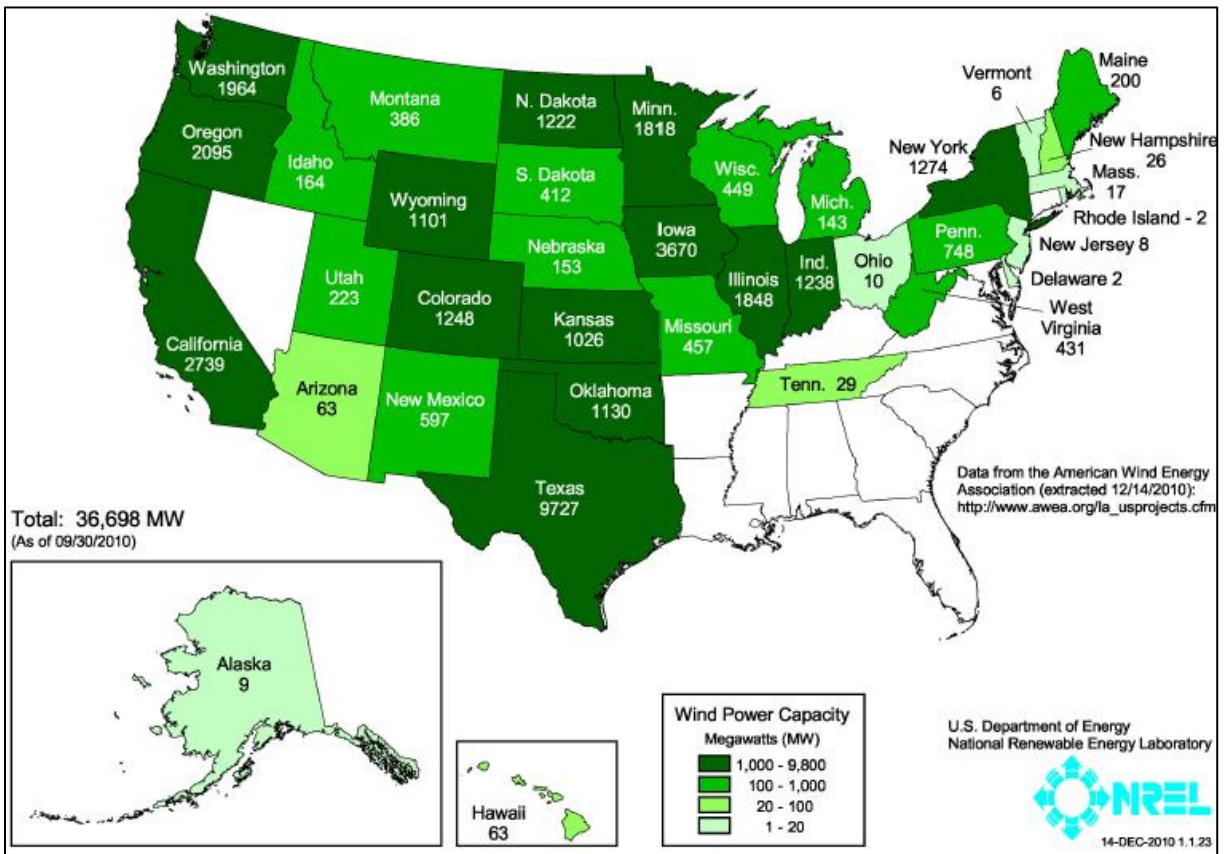 Washington
1964
Oregon
2095
California
2739
Idaho
164
Montana
386
Wyoming
1101
Utah
223
Colorado
1248
Arizona
63
New Mexico
597
N. Dakota
1222
S. Dakota
412
Nebraska
153
Kansas
1026
Oklahoma
1130
Texas
9727
Minn.
1818
Iowa
3670
Missouri
457
Wisc.
449
Illinois
1848
Mich.
143
Ind.
1238
Ohio
10
Tenn. 29
Penn.
748
New York
1274
Vermont
6
Maine
200
New Hampshire
26
Mass.
17
Rhode Island - 2
New Jersey 8
Delaware 2
West
Virginia
431
Data from the American Wind Energy
Association (extracted 12/14/2010):
http://www.awea.org/la_usprojects.cfm
Total: 36,698 MW
(As of 09/30/2010)
Alaska
9
Hawaii
63
Wind Power Capacity
Megawatts (MW)
1,000 - 9,800
100 - 1,000
20 - 100
1 - 20
U.S. Department of Energy
National Renewable Energy Laboratory
NREL
14-DEC-2010 1.1.23